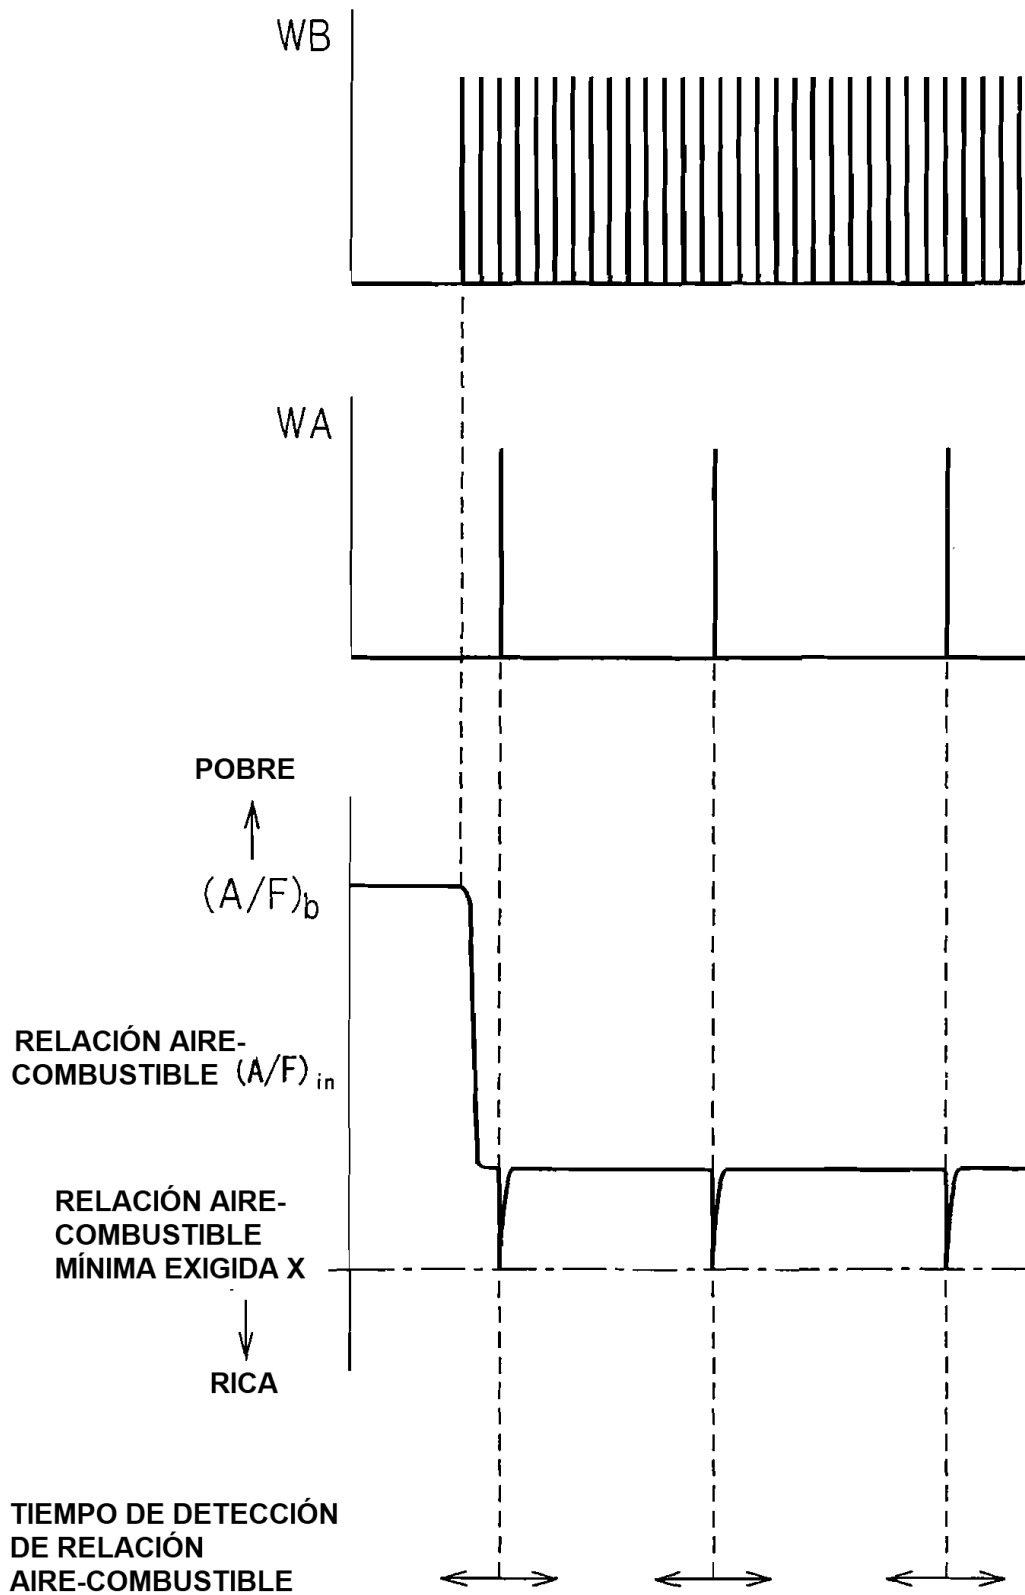 WB
WA
POBRE
(A/F)b
RELACIÓN AIRE-
COMBUSTIBLE (A/F) in
RELACIÓN AIRE-
COMBUSTIBLE
MÍNIMA EXIGIDA X
RICA
TIEMPO DE DETECCIÓN
DE RELACIÓN
AIRE-COMBUSTIBLE